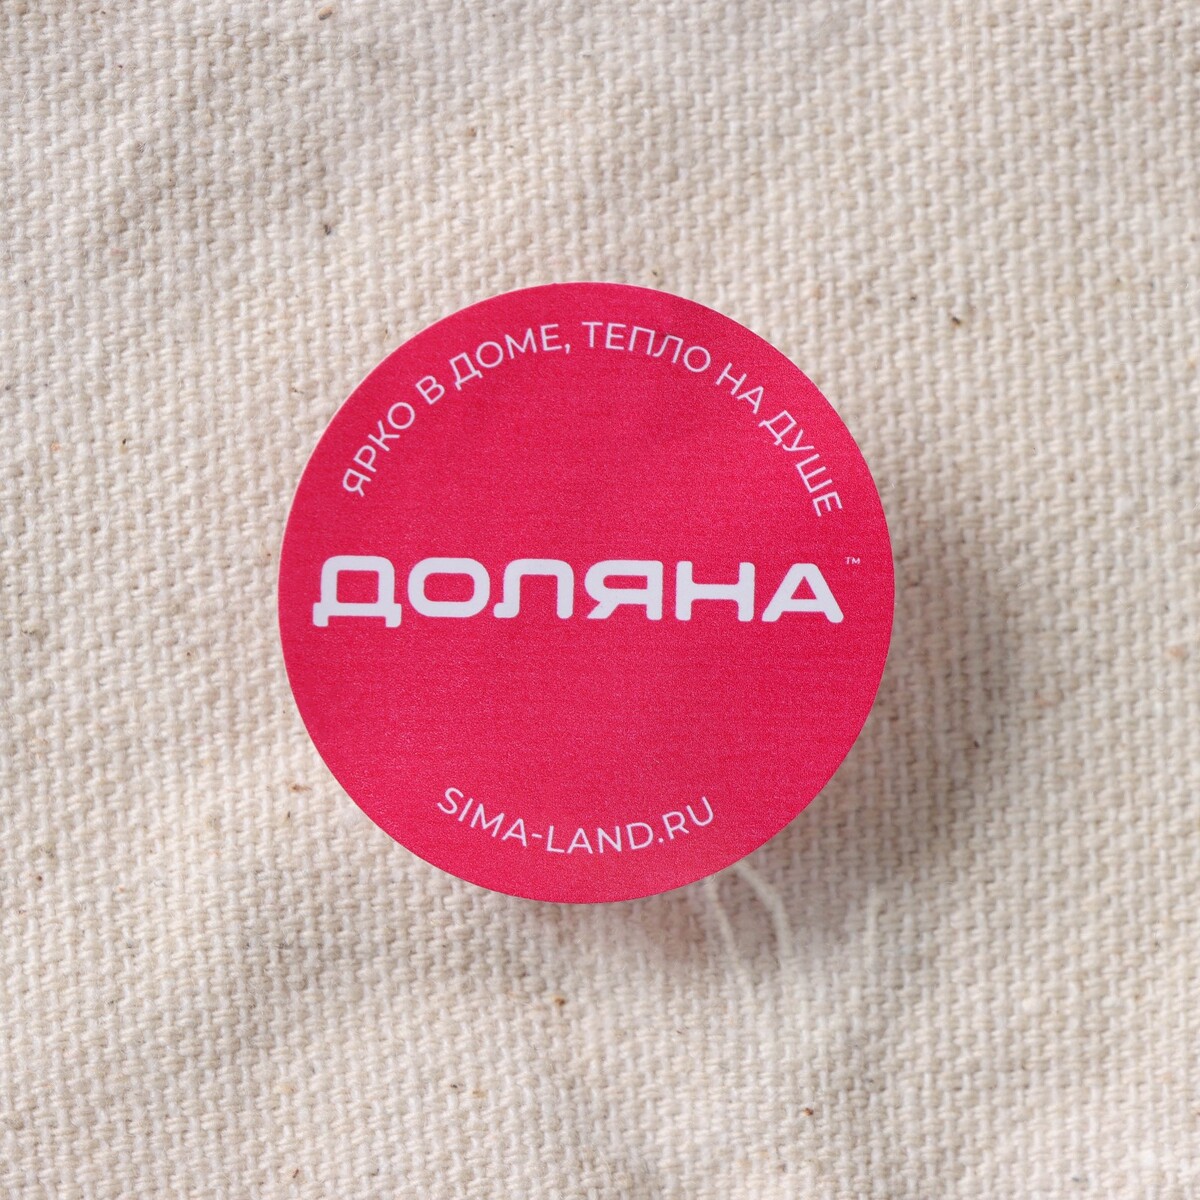 ЯРКО В ДОМЕ, ТЕПЛО НА ДУШЕ
ДОЛЯНА™
SIMA-LAND.RU